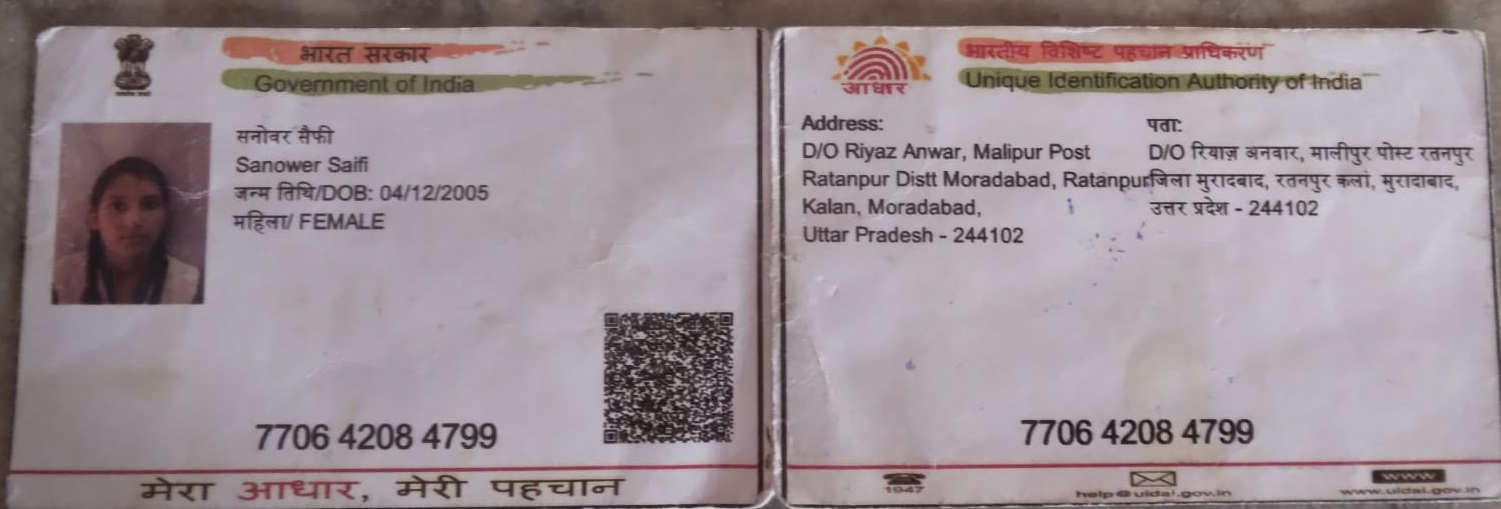 भारत सरकार
Government of India
सनोवर सैफी
Sanower Saifi
जन्म तिथि/DOB: 04/12/2005
महिला/ FEMALE
7706 4208 4799
मेरा आधार, मेरी पहचान
भारतीय विशिष्ट पहचान प्राधिकरण
Unique Identification Authority of India
आधार
Address:
D/O Riyaz Anwar, Malipur Post
Ratanpur Distt Moradabad, Ratanpur
Kalan, Moradabad,
Uttar Pradesh - 244102
पता:
D/O रियाज़ अनवार, मालीपुर पोस्ट रतनपुर
जिला मुरादबाद, रतनपुर कलां, मुरादाबाद,
उत्तर प्रदेश - 244102
7706 4208 4799
1947
help@uidai.gov.in
www
www.uidai.gov.in